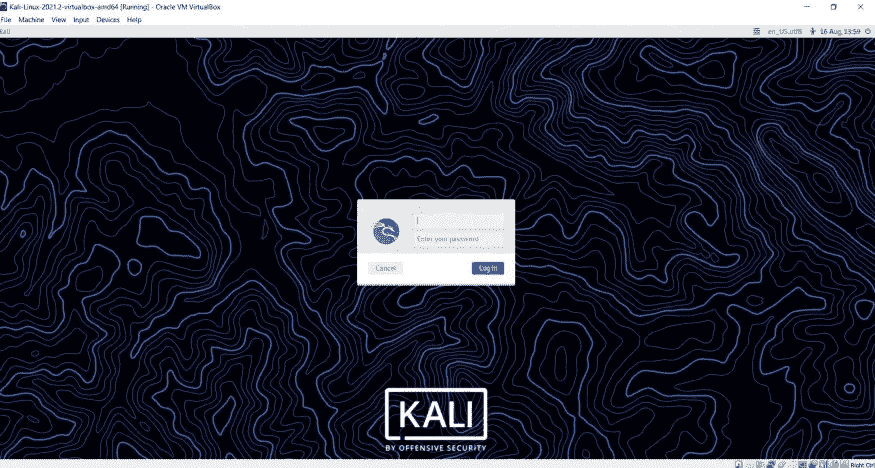 Kali-Linux-2021.2-virtualbox-amd64 [Running] - Oracle VM VirtualBox
File Machine View Input Devices Help
kali en_US.utf8 16 Aug, 13:59
Enter your password
Cancel Log In
KALI
BY OFFENSIVE SECURITY
Right Ctrl